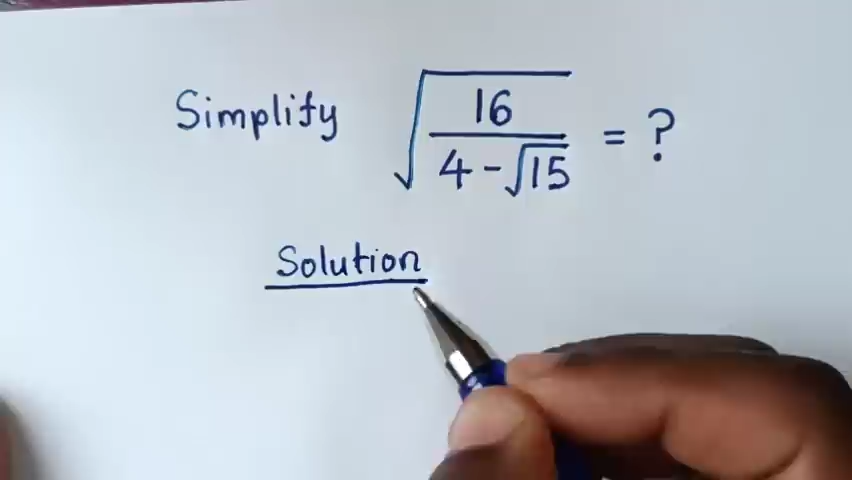 Simplify √(16/(4-√15)) = ?
Solution